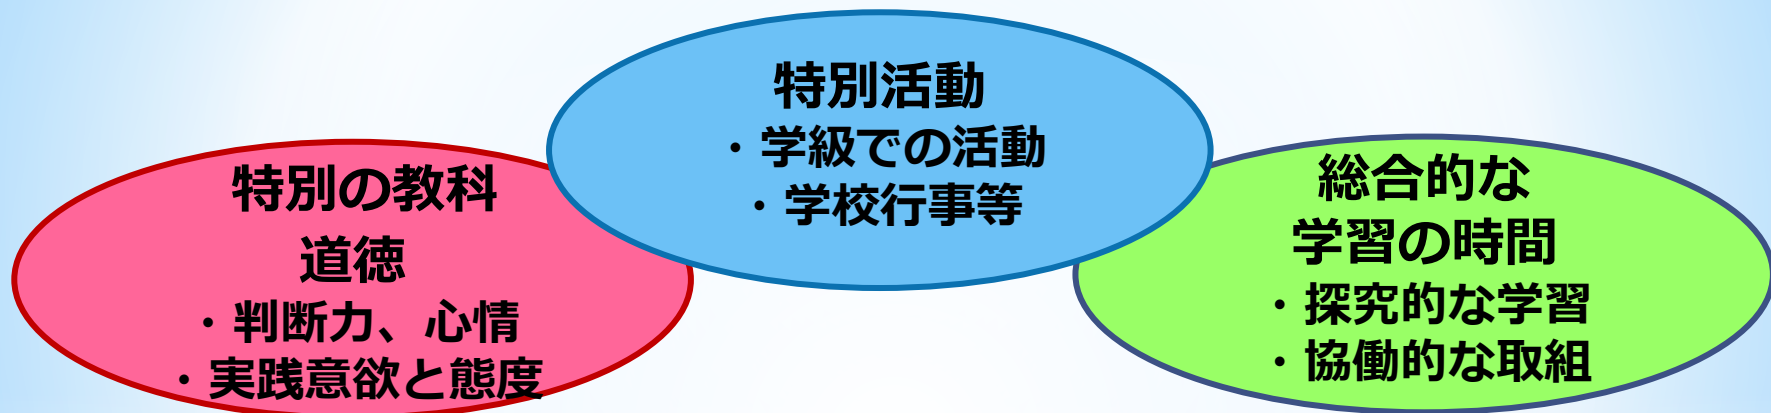 特別活動
・学級での活動
・学校行事等
特別の教科
道徳
・判断力、心情
・実践意欲と態度
総合的な
学習の時間
・探究的な学習
・協働的な取組